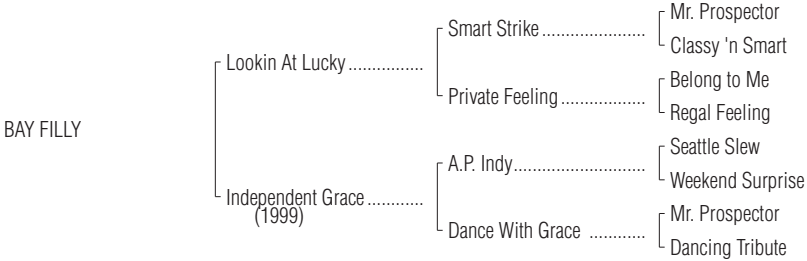 Mr. Prospector
Smart Strike ......................
Classy 'n Smart
Lookin At Lucky ................
Belong to Me
Private Feeling ..................
Regal Feeling
BAY FILLY
Seattle Slew
A.P. Indy............................
Weekend Surprise
Independent Grace ............
(1999)
Mr. Prospector
Dance With Grace ............
Dancing Tribute